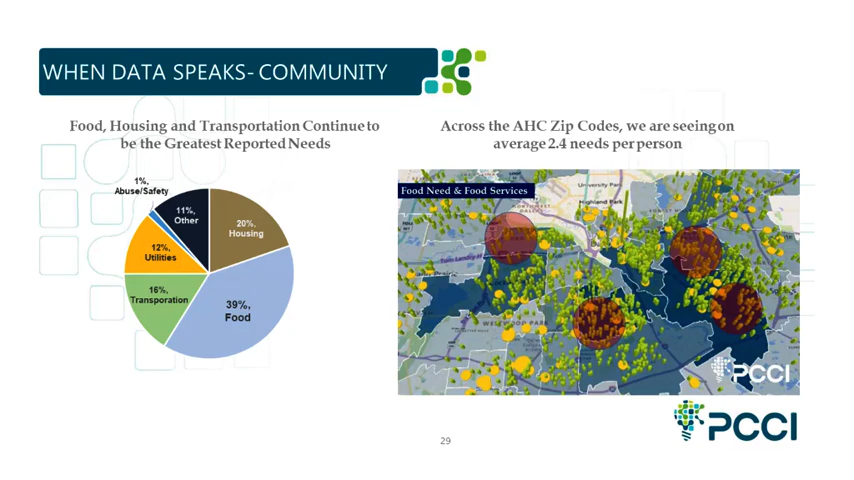 WHEN DATA SPEAKS- COMMUNITY
Food, Housing and Transportation Continue to
be the Greatest Reported Needs
Across the AHC Zip Codes, we are seeing on
average 2.4 needs per person
1%,
Abuse/Safety
11%,
Other
20%,
Housing
12%,
Utilities
16%,
Transporation
39%,
Food
Food Need & Food Services
University Park
Highland Park
PCCI
PCCI
29